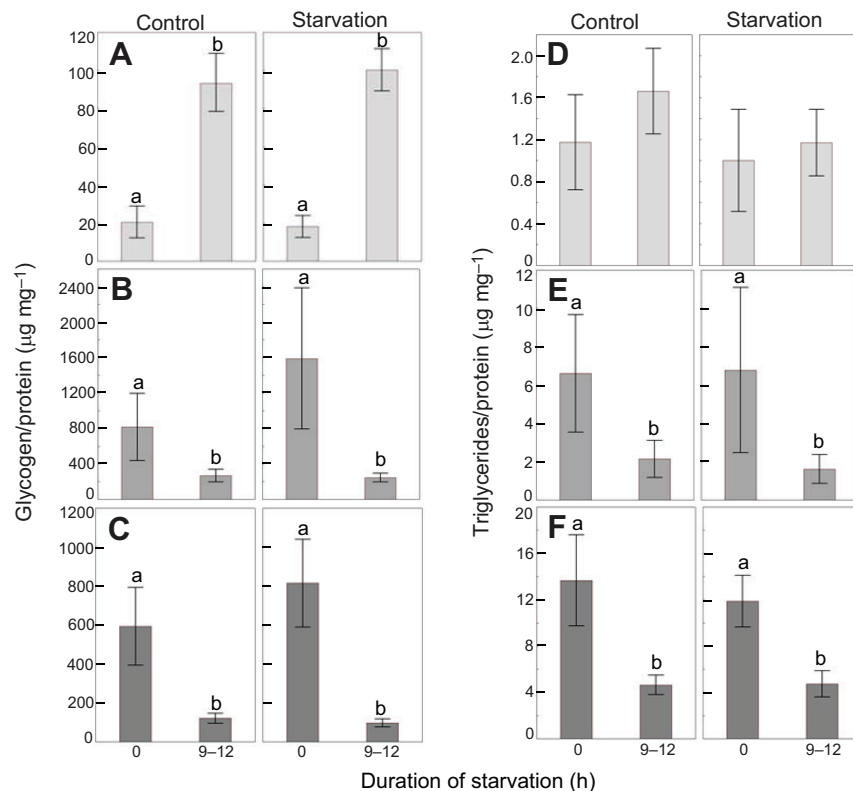 Control Starvation
A
120
100
80
60
40
20
0
a b
a b
B
2400
2000
1600
1200
800
400
0
a b
a b
C
1200
1000
800
600
400
200
0
a b
a b
0 9–12 0 9–12
Glycogen/protein (µg mg–1)
Control Starvation
D
2.0
1.6
1.2
0.8
0.4
0
E
12
10
8
6
4
2
0
a b
a b
F
20
16
12
8
4
0
a b
a b
0 9–12 0 9–12
Triglycerides/protein (µg mg–1)
Duration of starvation (h)